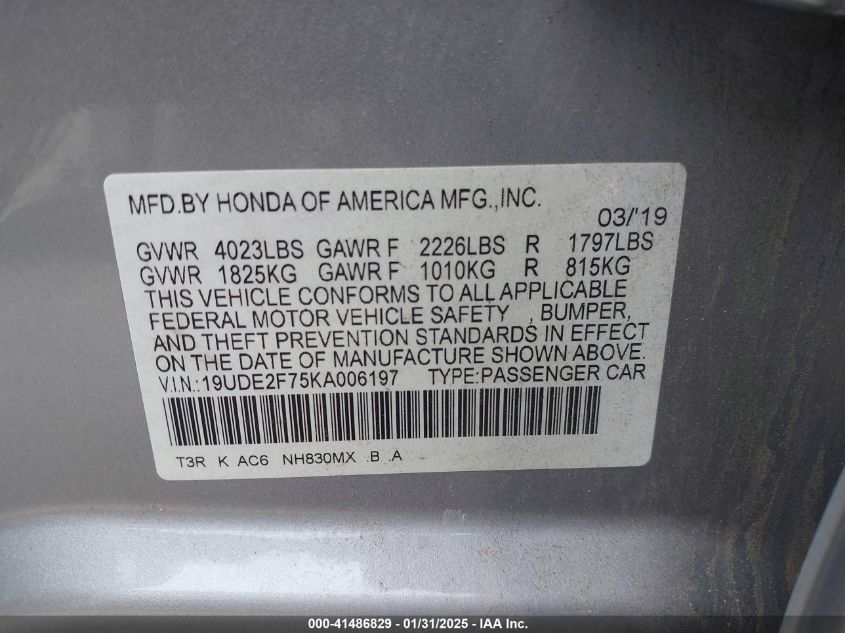 MFD.BY HONDA OF AMERICA MFG.,INC.
03/'19
GVWR 4023LBS GAWR F 2226LBS R 1797LBS
GVWR 1825KG GAWR F 1010KG R 815KG
THIS VEHICLE CONFORMS TO ALL APPLICABLE
FEDERAL MOTOR VEHICLE SAFETY , BUMPER,
AND THEFT PREVENTION STANDARDS IN EFFECT
ON THE DATE OF MANUFACTURE SHOWN ABOVE.
V.I.N.:19UDE2F75KA006197 TYPE:PASSENGER CAR
T3R K AC6 NH830MX .B .A
000-41486829 - 01/31/2025 - IAA Inc.